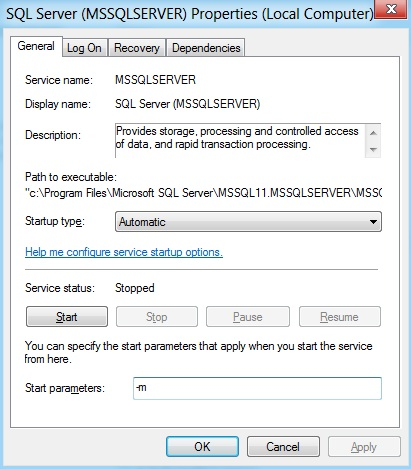 SQL Server (MSSQLSERVER) Properties (Local Computer)
General Log On Recovery Dependencies
Service name: MSSQLSERVER
Display name: SQL Server (MSSQLSERVER)
Description: Provides storage, processing and controlled access
of data, and rapid transaction processing.
Path to executable:
"c:\Program Files\Microsoft SQL Server\MSSQL11.MSSQLSERVER\MSSQ
Startup type: Automatic
Help me configure service startup options.
Service status: Stopped
Start Stop Pause Resume
You can specify the start parameters that apply when you start the service
from here.
Start parameters: -m
OK Cancel Apply